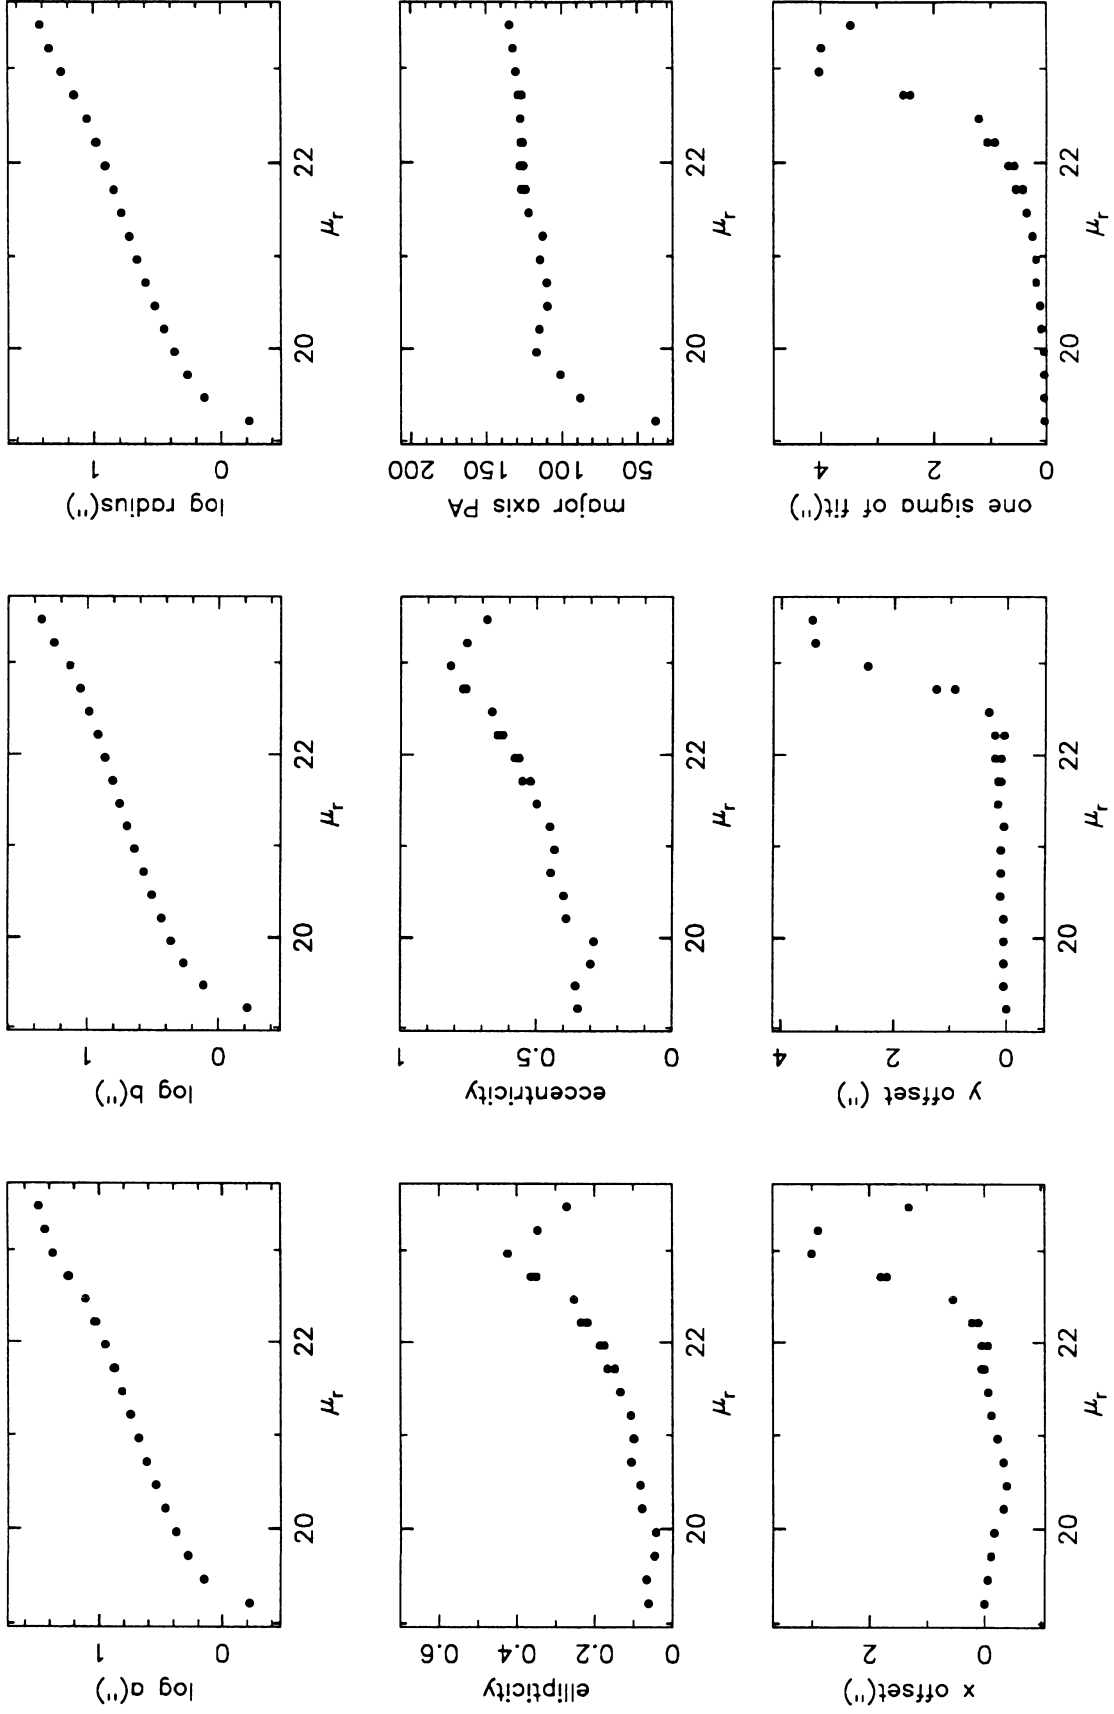 log radius(")
0
1
20
22
μr
major axis PA
50
100
150
200
20
22
μr
one sigma of fit(")
0
2
4
20
22
μr
log b(")
0
1
20
22
μr
eccentricity
0
0.5
1
20
22
μr
y offset (")
0
2
4
20
22
μr
log a(")
0
1
20
22
μr
ellipticity
0
0.2
0.4
0.6
20
22
μr
x offset(")
0
2
20
22
μr